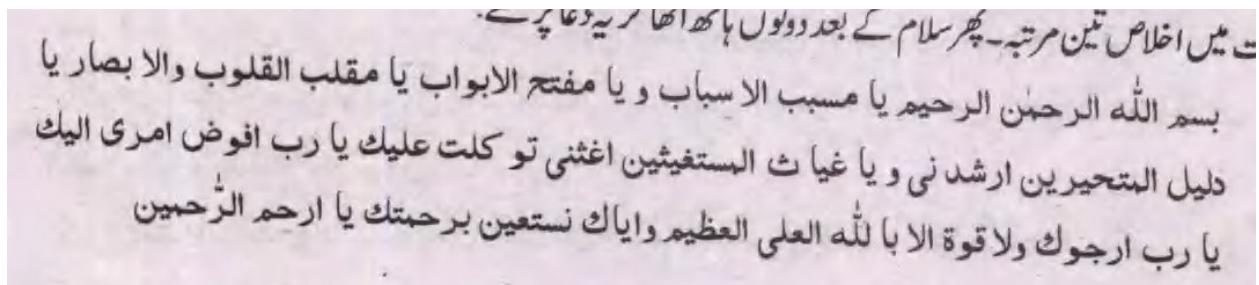 ت میں اخلاص تین مرتبہ۔ پھر سلام کے بعد دونوں ہاتھ اٹھا کر یہ دعا پڑھے:
بسم الله الرحمٰن الرحيم يا مسبب الا سباب و يا مفتح الابواب يا مقلب القلوب والا بصار يا
دليل المتحيرين ارشد نى و يا غيا ث المستغيثين اغثنى تو كلت عليك يا رب افوض امرى اليك
يا رب ارجوك ولا قوة الا با لله العلى العظيم واياك نستعين برحمتك يا ارحم الرّٰحمين